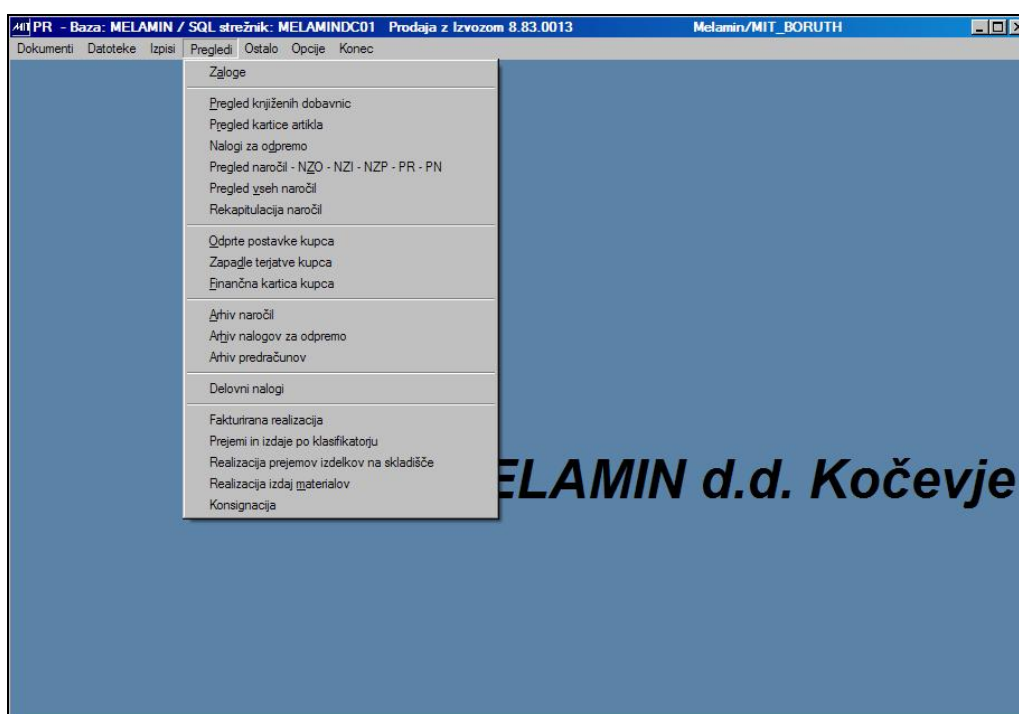 MIT PR - Baza: MELAMIN / SQL strežnik: MELAMINDC01 Prodaja z Izvozom 8.83.0013 Melamin/MIT_BORUTH
Dokumenti Datoteke Izpisi Pregledi Ostalo Opcije Konec
Zaloge
Pregled knjiženih dobavnic
Pregled kartice artikla
Nalogi za odpremo
Pregled naročil - NZO - NZI - NZP - PR - PN
Pregled vseh naročil
Rekapitulacija naročil
Odprte postavke kupca
Zapadle terjatve kupca
Finančna kartica kupca
Arhiv naročil
Arhiv nalogov za odpremo
Arhiv predračunov
Delovni nalogi
Fakturirana realizacija
Prejemi in izdaje po klasifikatorju
Realizacija prejemov izdelkov na skladišče
Realizacija izdaj materialov
Konsignacija
ELAMIN d.d. Kočevje